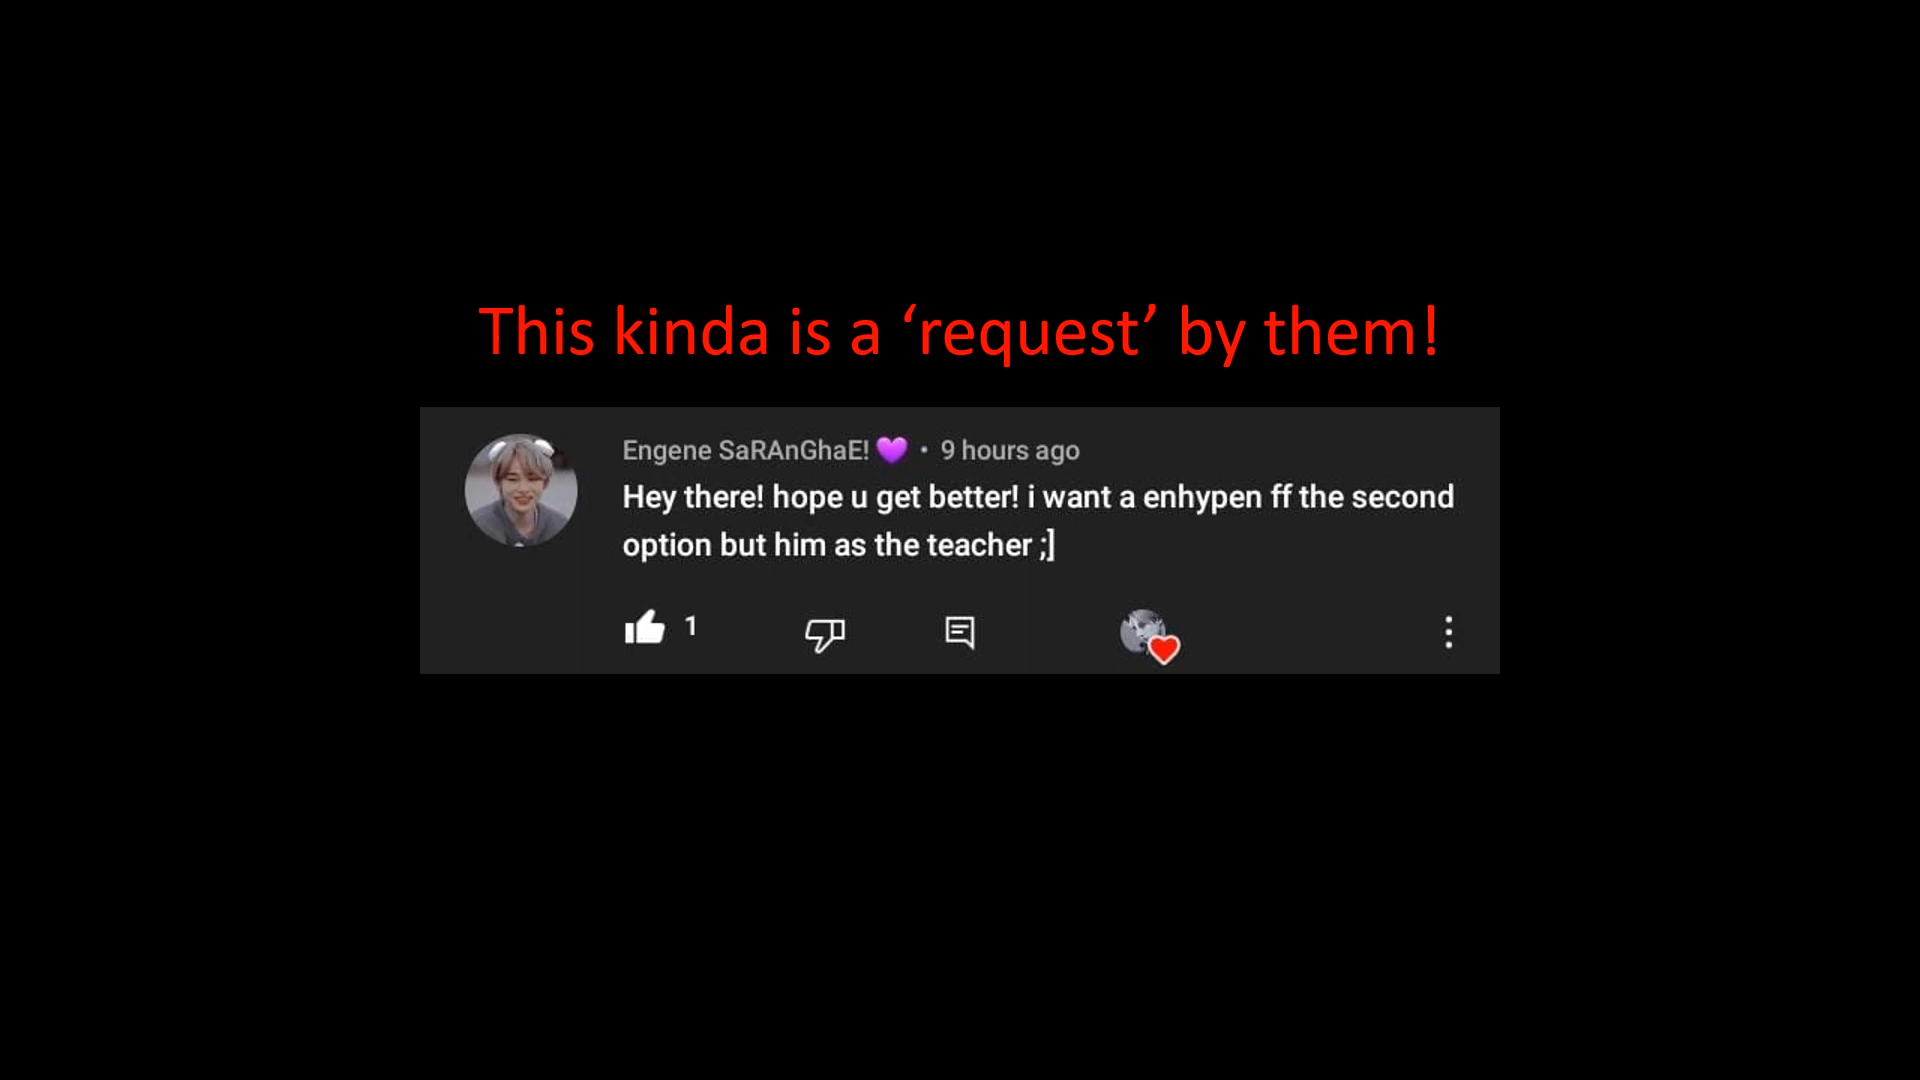 This kinda is a ‘request’ by them!
Engene SaRAnGhaE!💜 • 9 hours ago
Hey there! hope u get better! i want a enhypen ff the second
option but him as the teacher ;]
1